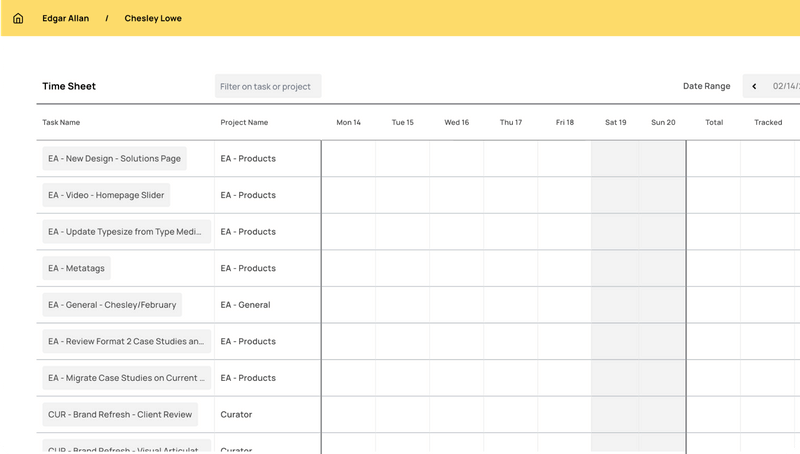 Edgar Allan / Chesley Lowe
Time Sheet Filter on task or project Date Range 02/14/
Task Name Project Name Mon 14 Tue 15 Wed 16 Thu 17 Fri 18 Sat 19 Sun 20 Total Tracked
EA - New Design - Solutions Page EA - Products
EA - Video - Homepage Slider EA - Products
EA - Update Typesize from Type Medi... EA - Products
EA - Metatags EA - Products
EA - General - Chesley/February EA - General
EA - Review Format 2 Case Studies an... EA - Products
EA - Migrate Case Studies on Current ... EA - Products
CUR - Brand Refresh - Client Review Curator
CUR - Brand Refresh - Visual Articulat Curator